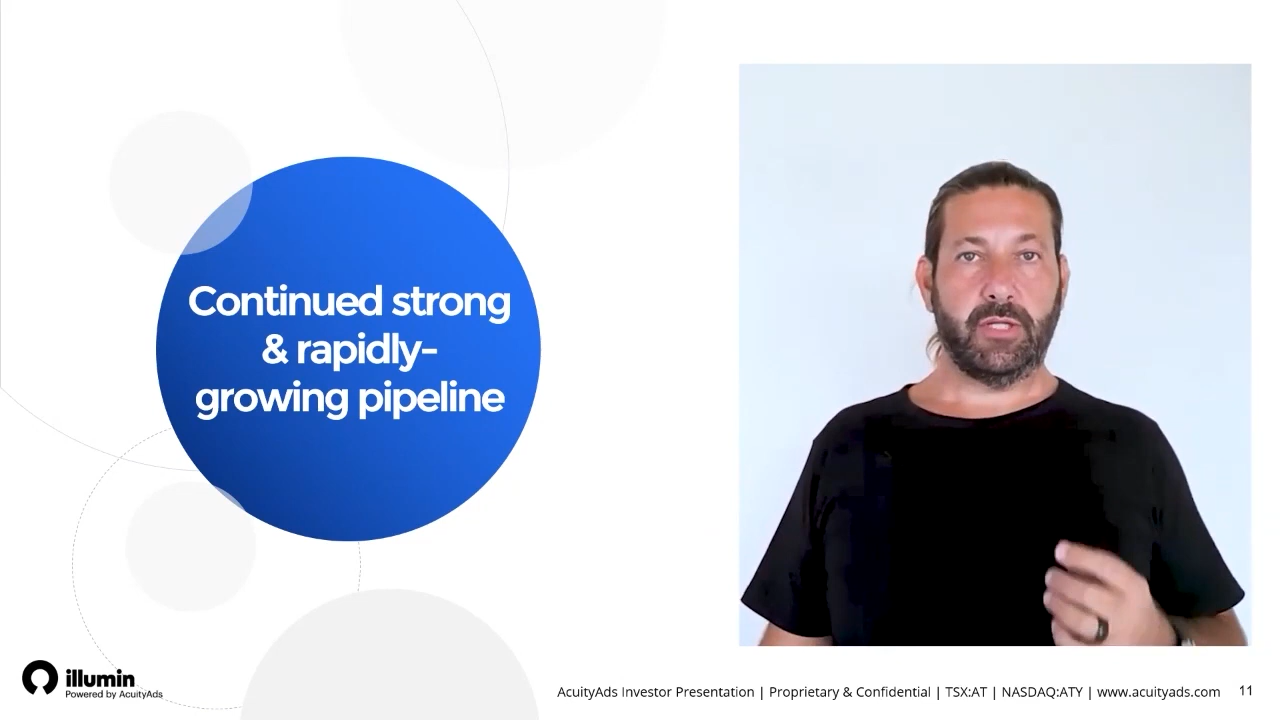 Continued strong
& rapidly-
growing pipeline
illumin
Powered by AcuityAds
AcuityAds Investor Presentation | Proprietary & Confidential | TSX:AT | NASDAQ:ATY | www.acuityads.com 11